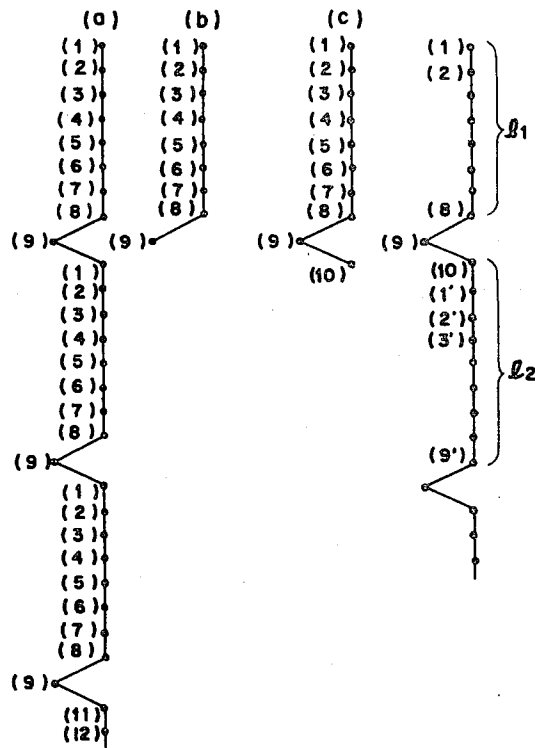 (a) (b) (c)
(1) (1) (1) (1)
(2) (2) (2) (2)
(3) (3) (3)
(4) (4) (4) ℓ1
(5) (5) (5)
(6) (6) (6)
(7) (7) (7)
(8) (8) (8) (8)
(9) (9) (9) (9)
(1) (10) (10)
(2) (1')
(3) (2')
(4) (3')
(5) ℓ2
(6)
(7)
(8)
(9) (9')
(1)
(2)
(3)
(4)
(5)
(6)
(7)
(8)
(9)
(11)
(12)